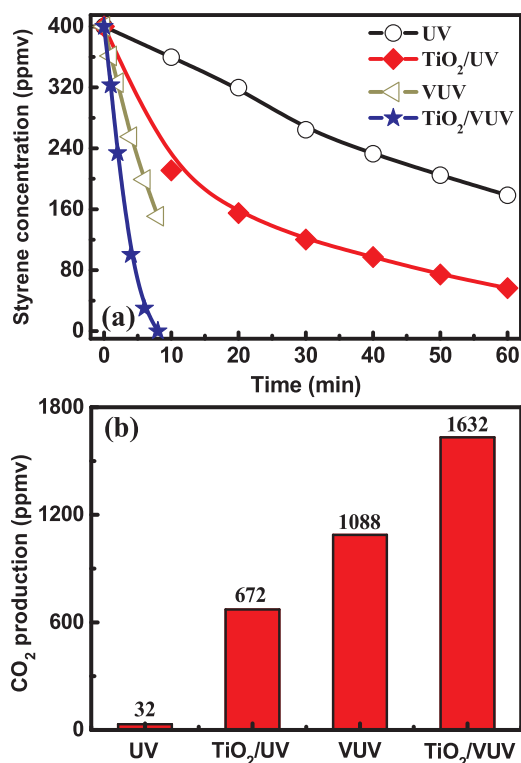 400
320
240
160
80
0
Styrene concentration (ppmv)
UV
TiO2/UV
VUV
TiO2/VUV
(a)
0 10 20 30 40 50 60
Time (min)
1800
1200
600
0
CO2 production (ppmv)
(b)
32
672
1088
1632
UV TiO2/UV VUV TiO2/VUV